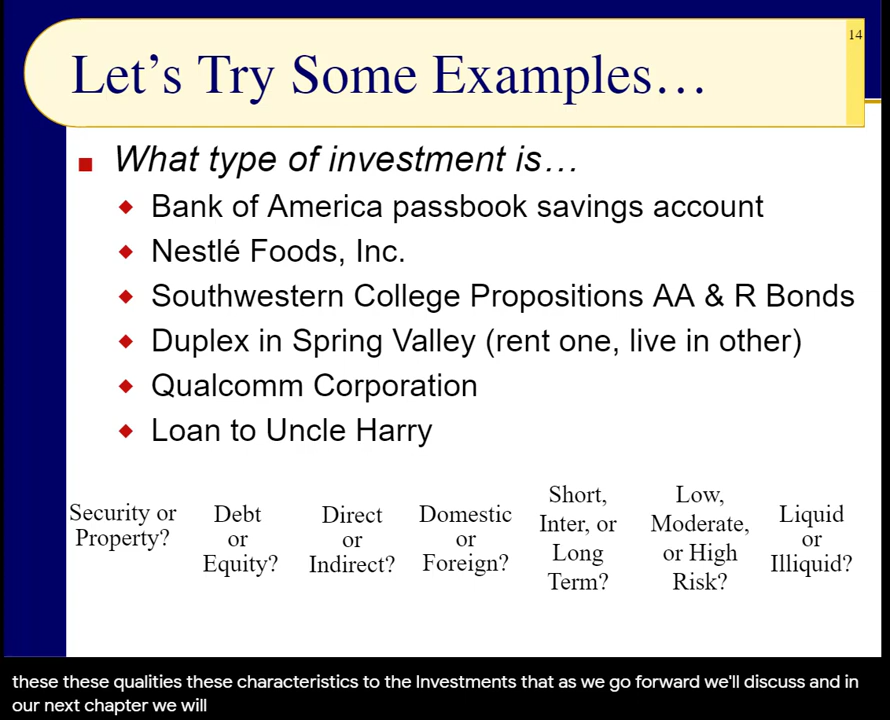 14
Let's Try Some Examples…
What type of investment is…
Bank of America passbook savings account
Nestlé Foods, Inc.
Southwestern College Propositions AA & R Bonds
Duplex in Spring Valley (rent one, live in other)
Qualcomm Corporation
Loan to Uncle Harry
Security or
Property?
Debt
or
Equity?
Direct
or
Indirect?
Domestic
or
Foreign?
Short,
Inter, or
Long
Term?
Low,
Moderate,
or High
Risk?
Liquid
or
Illiquid?
these these qualities these characteristics to the Investments that as we go forward we'll discuss and in
our next chapter we will